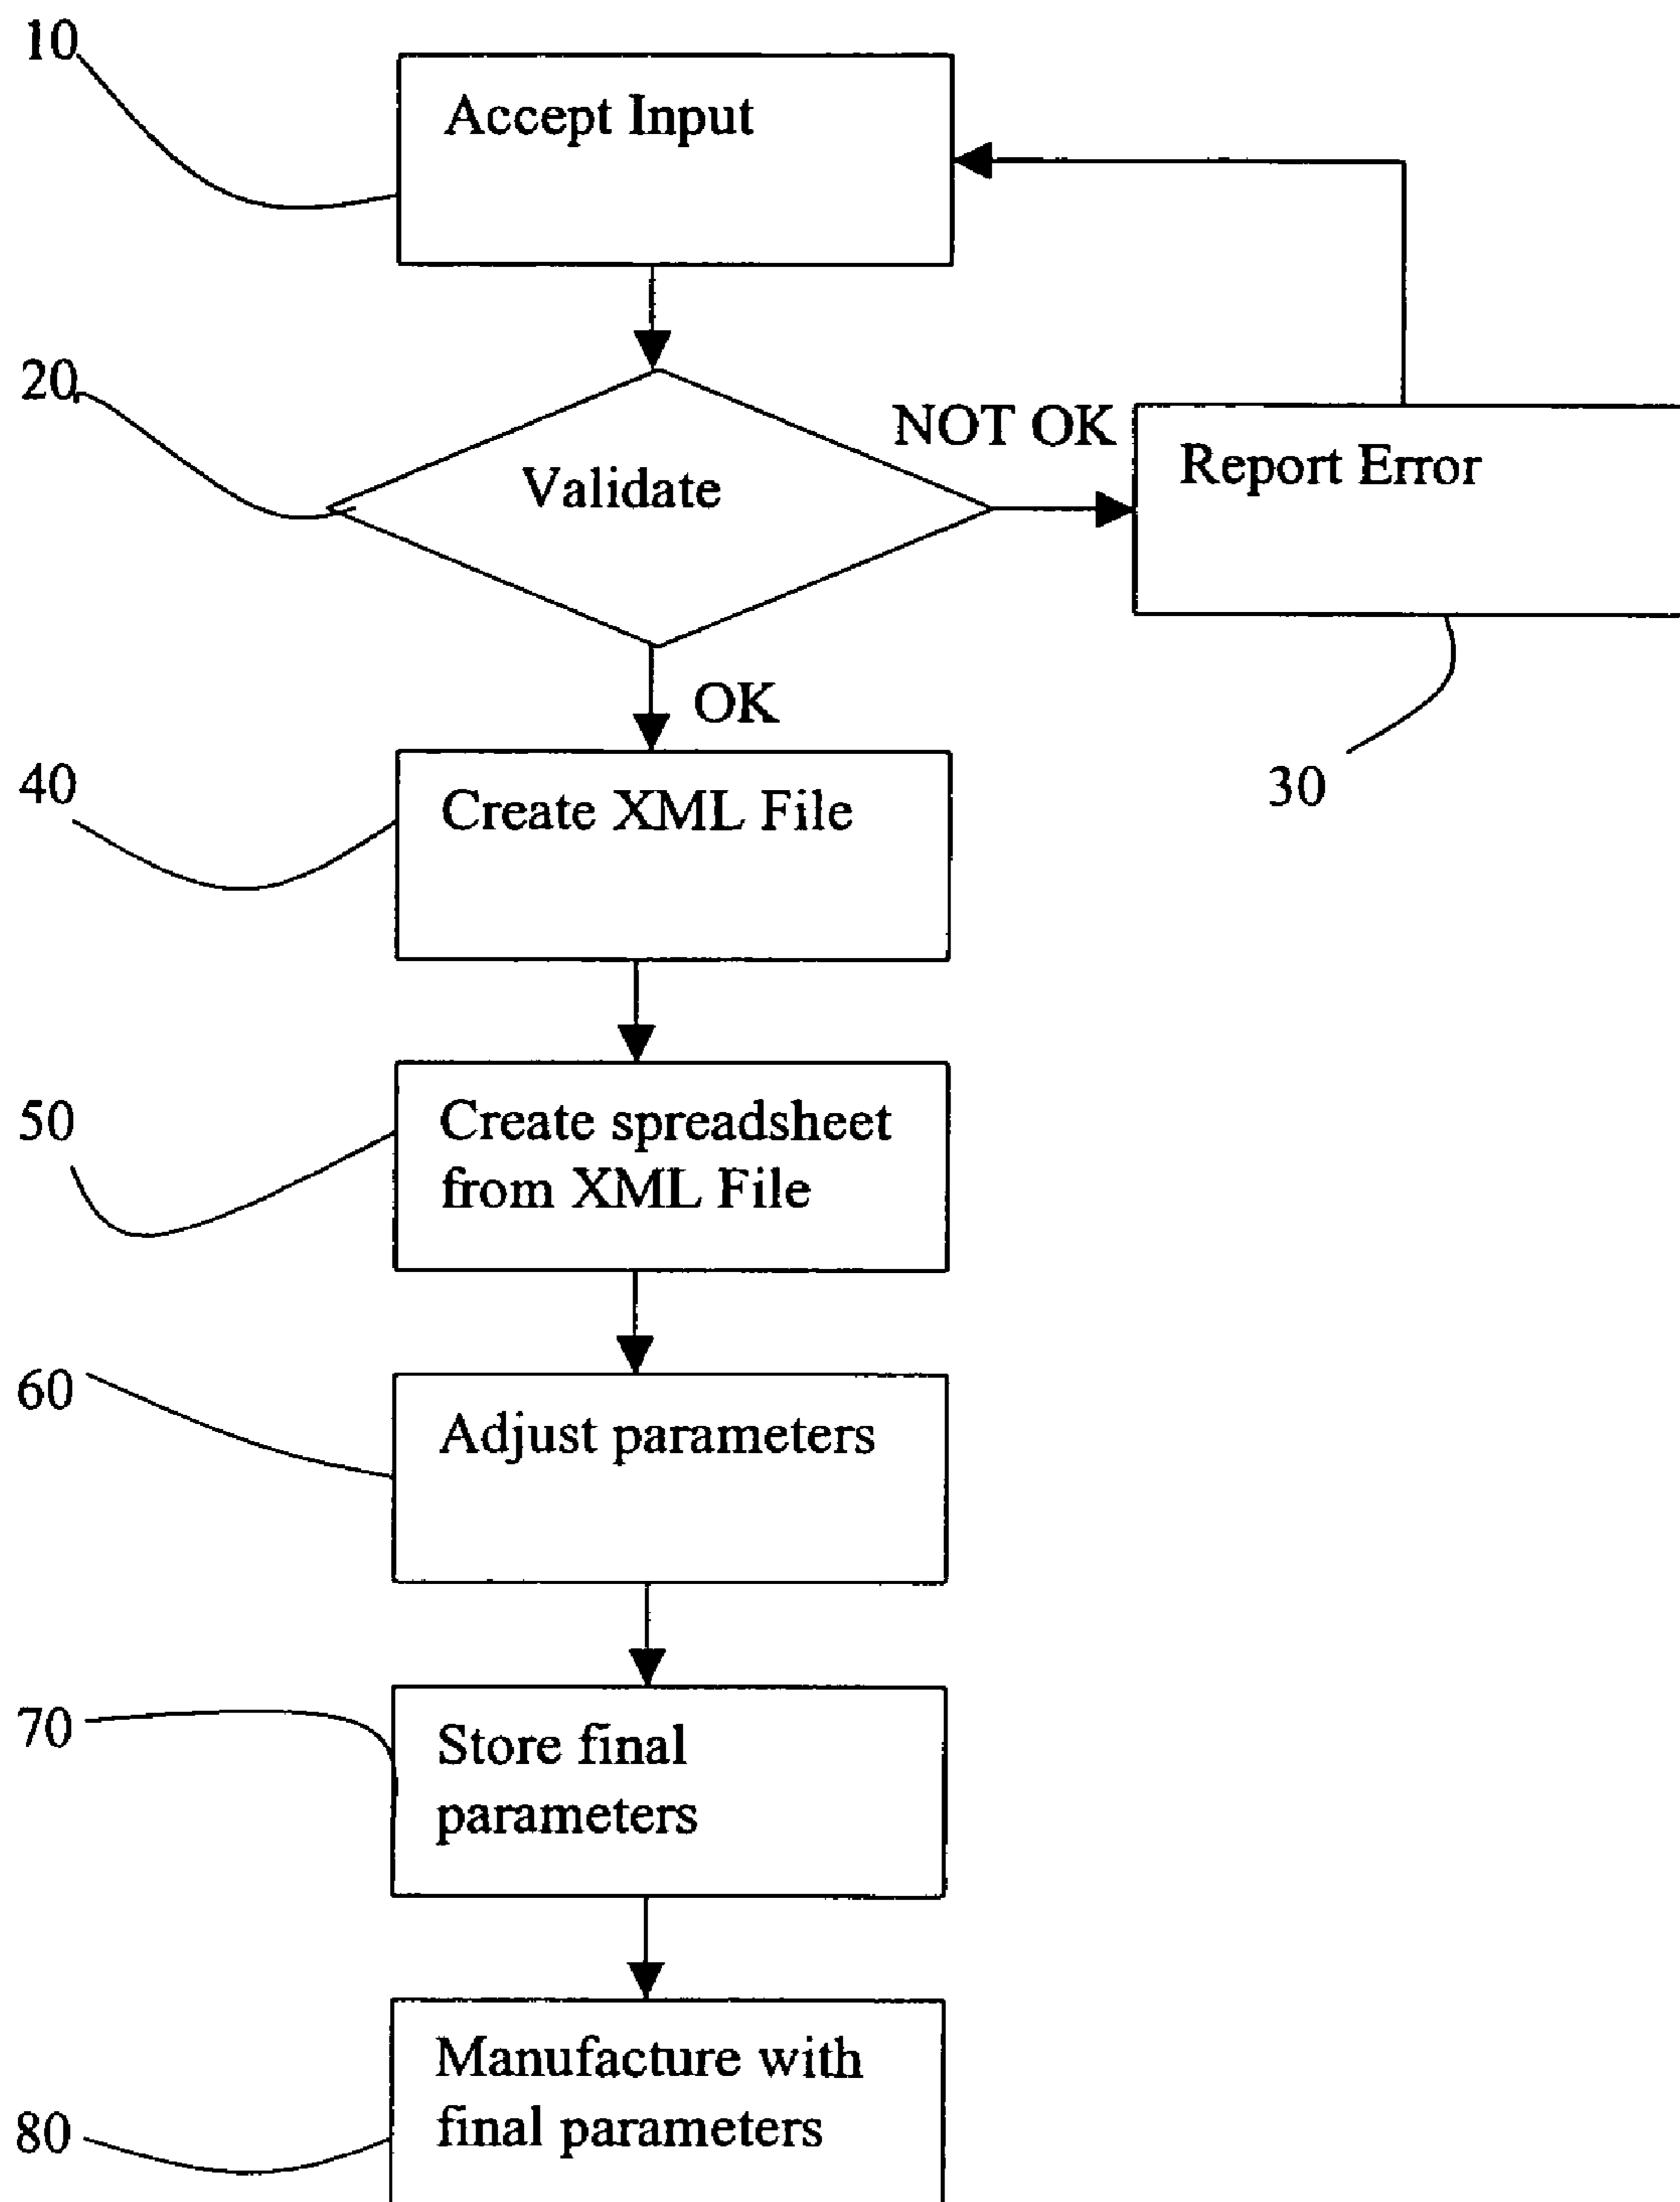 10
Accept Input
20
Validate
NOT OK
Report Error
OK
30
40
Create XML File
50
Create spreadsheet
from XML File
60
Adjust parameters
70
Store final
parameters
80
Manufacture with
final parameters